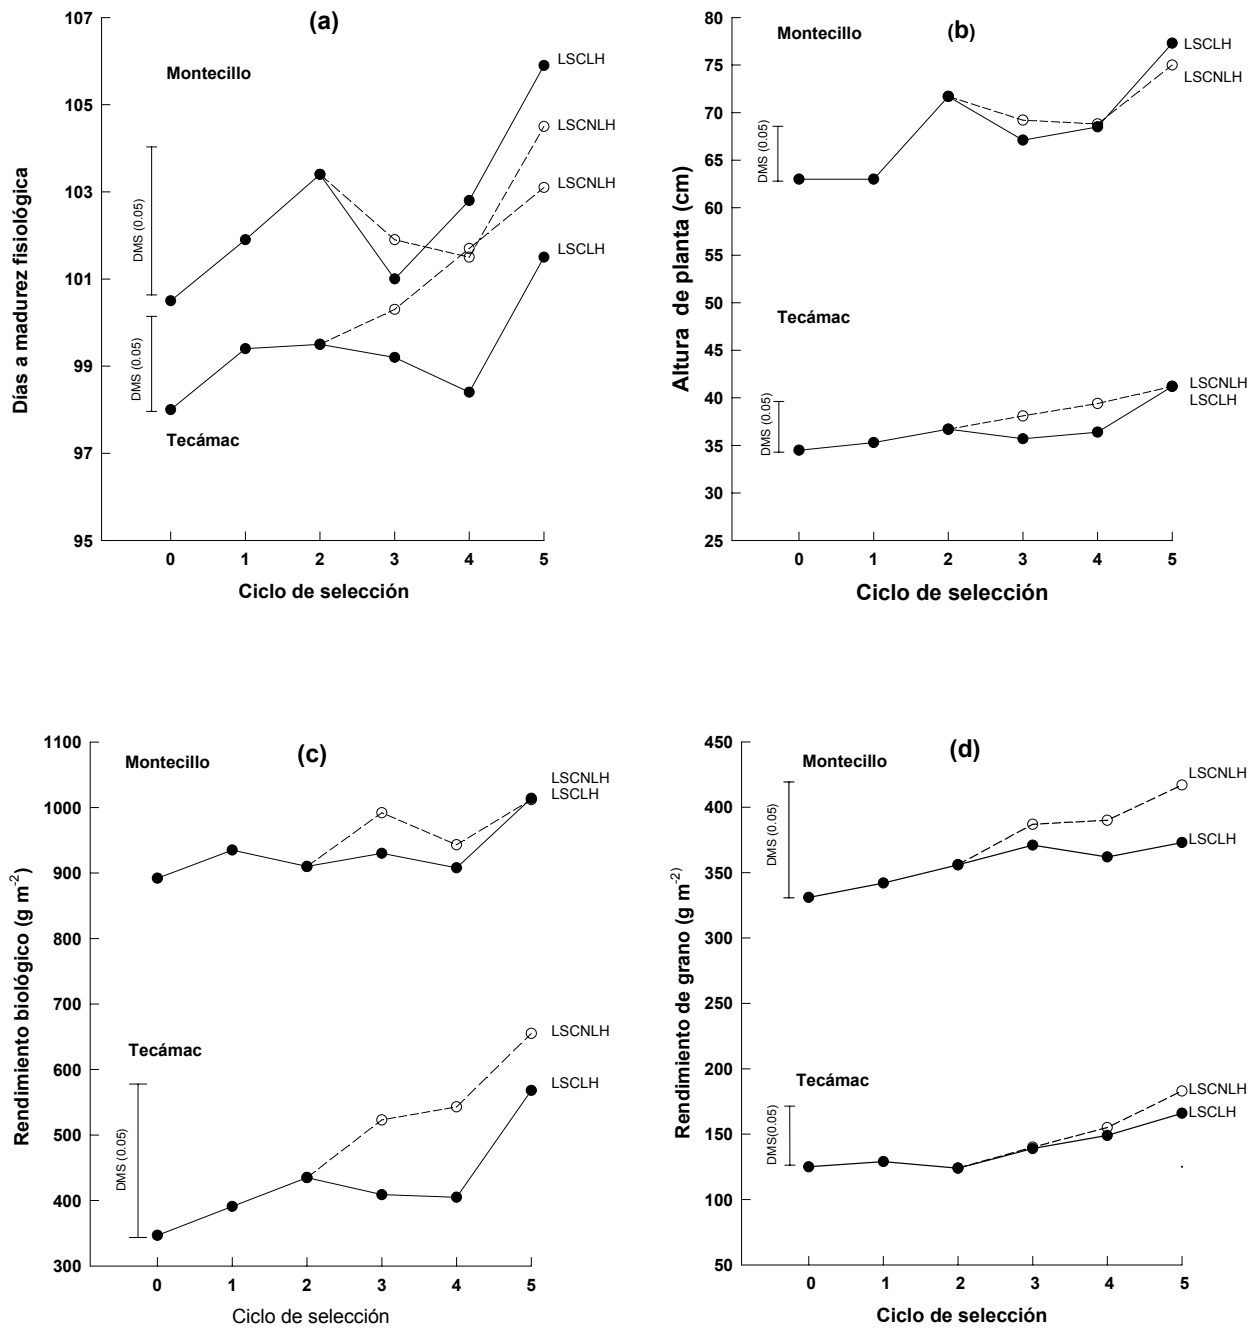 (a)
107
105
103
101
99
97
95
Días a madurez fisiológica
Montecillo
DMS (0.05)
DMS (0.05)
Tecámac
LSCLH
LSCNLH
LSCNLH
LSCLH
0 1 2 3 4 5
Ciclo de selección
(b)
80
75
70
65
60
55
50
45
40
35
30
25
Altura de planta (cm)
Montecillo
DMS (0.05)
LSCLH
LSCNLH
Tecámac
DMS (0.05)
LSCNLH
LSCLH
0 1 2 3 4 5
Ciclo de selección
(c)
1100
1000
900
800
700
600
500
400
300
Rendimiento biológico (g m-2)
Montecillo
LSCNLH
LSCLH
Tecámac
DMS (0.05)
LSCNLH
LSCLH
0 1 2 3 4 5
Ciclo de selección
(d)
450
400
350
300
250
200
150
100
50
Rendimiento de grano (g m-2)
Montecillo
DMS (0.05)
LSCNLH
LSCLH
Tecámac
DMS(0.05)
LSCNLH
LSCLH
0 1 2 3 4 5
Ciclo de selección